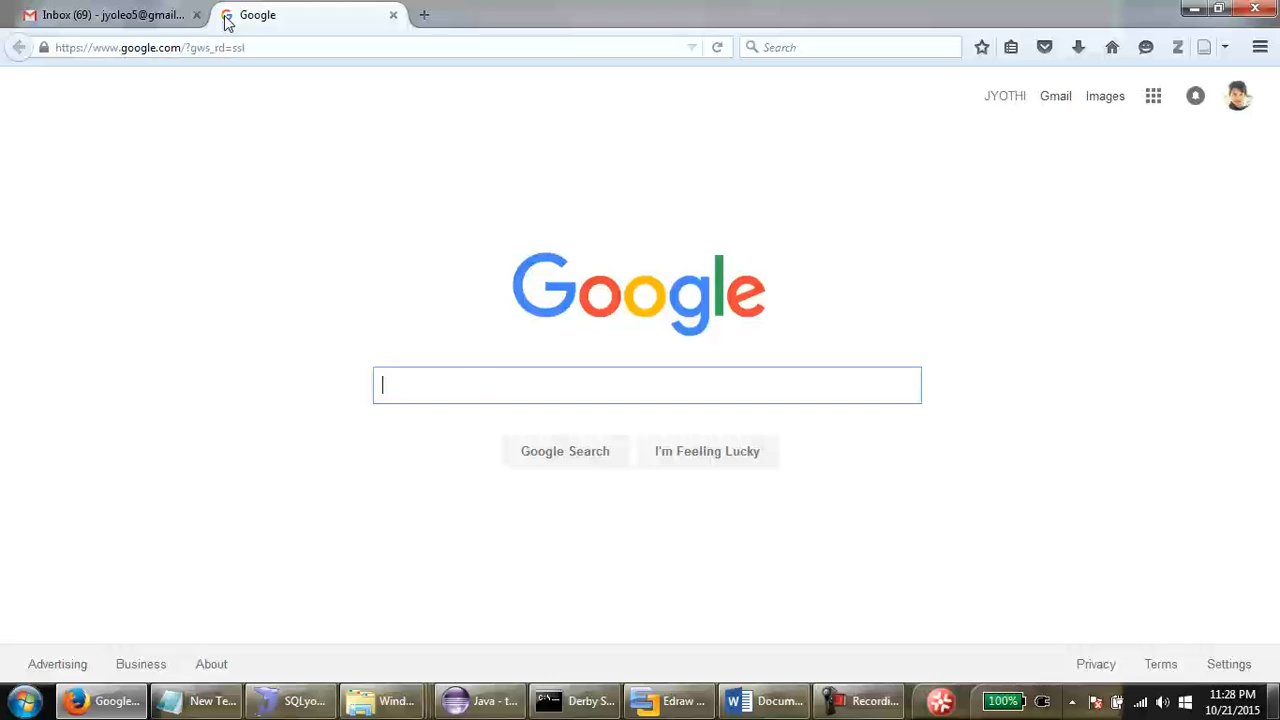 Inbox (69) - jyoleo5@gmail...
Google
https://www.google.com/?gws_rd=ssl
Search
JYOTHI
Gmail
Images
Google
Google Search
I'm Feeling Lucky
Advertising
Business
About
Privacy
Terms
Settings
Google...
New Te...
SQLyo...
Wind...
Java - t...
Derby S...
Edraw ...
Docum...
Recordi...
100%
11:28 PM
10/21/2015